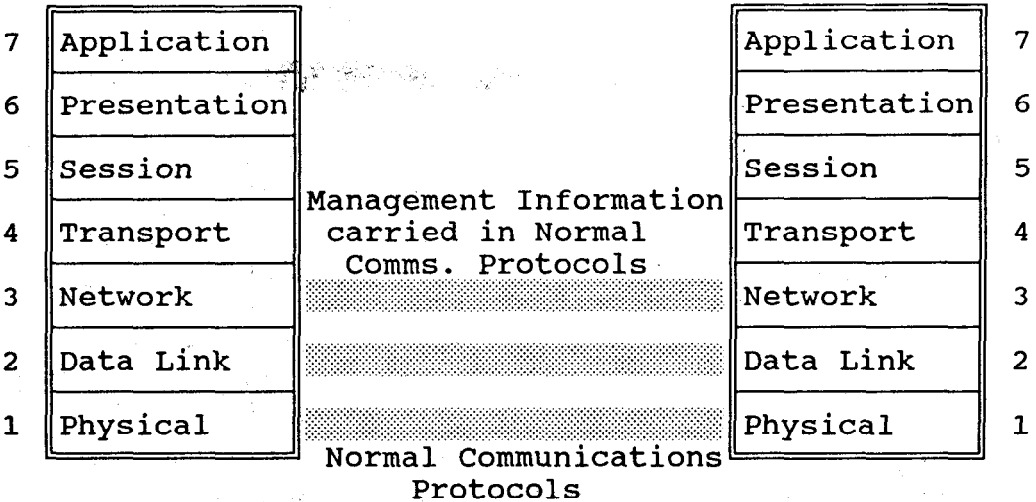 7 Application Application 7
6 Presentation Presentation 6
5 Session Session 5
Management Information
4 Transport carried in Normal Transport 4
Comms. Protocols
3 Network Network 3
2 Data Link Data Link 2
1 Physical Physical 1
Normal Communications
Protocols